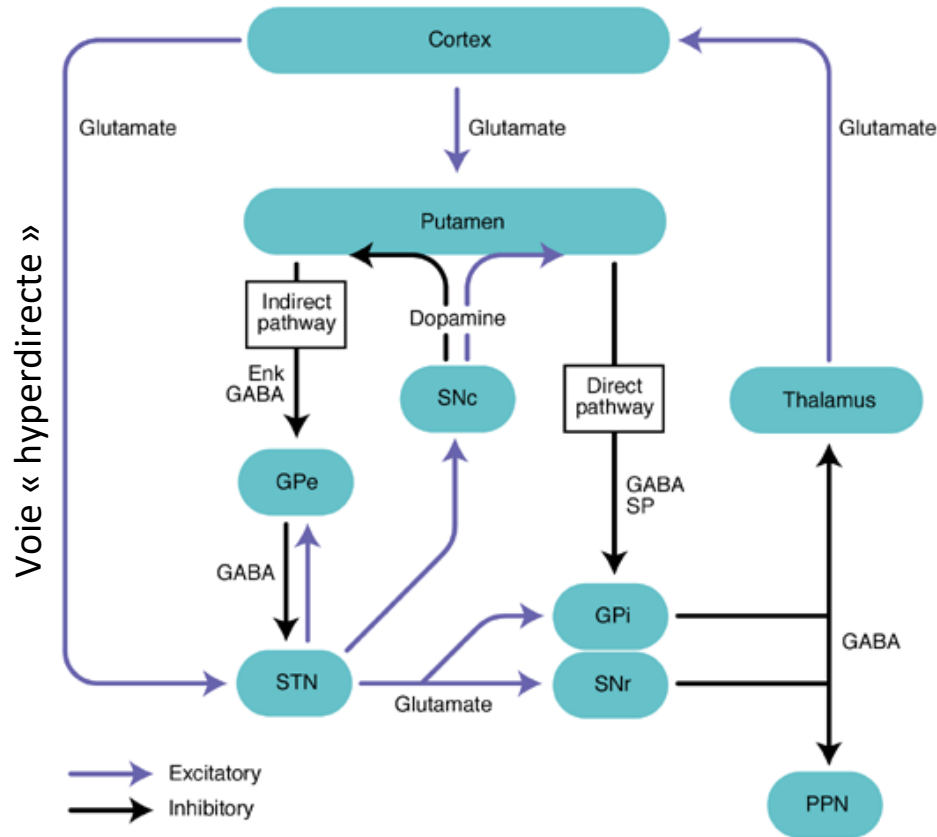 Cortex
Glutamate
Glutamate
Glutamate
Voie « hyperdirecte »
Putamen
Indirect
pathway
Dopamine
Enk
GABA
SNc
Direct
pathway
Thalamus
GPe
GABA
SP
GABA
GPi
GABA
STN
SNr
Glutamate
Excitatory
Inhibitory
PPN